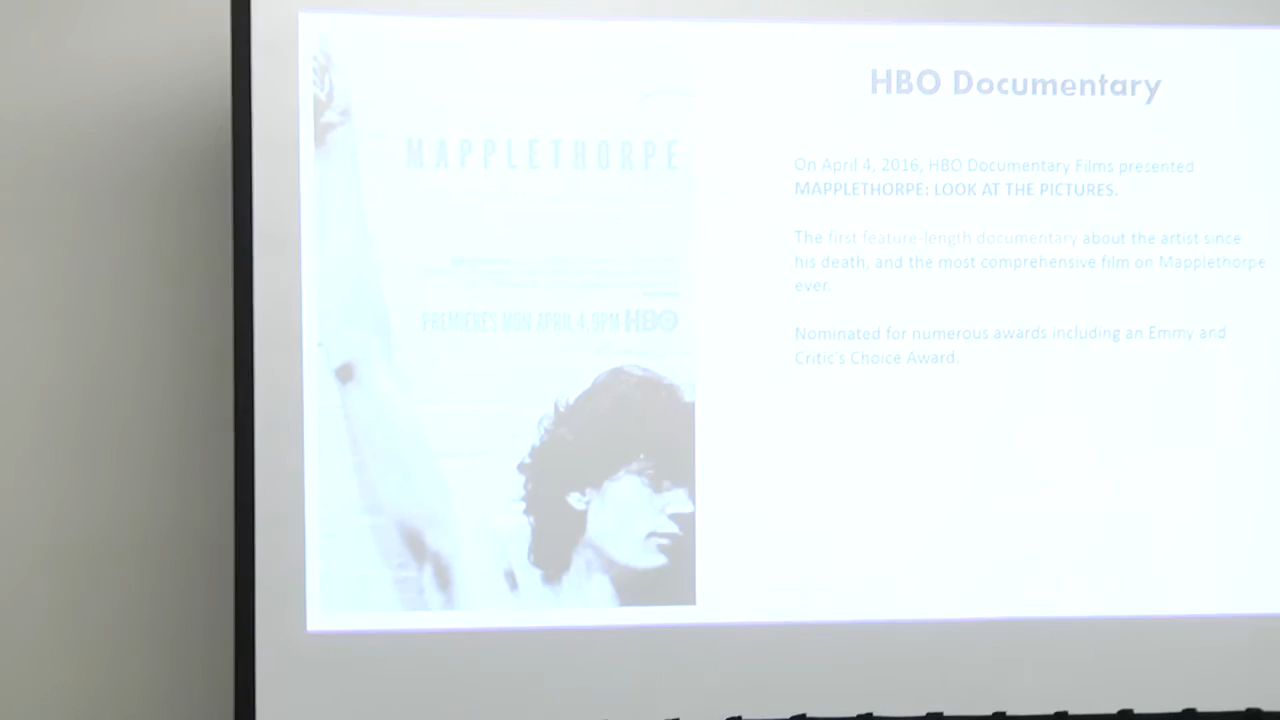 MAPPLETHORPE
PREMIERES MON APRIL 4, 9PM HBO
HBO Documentary
On April 4, 2016, HBO Documentary Films presented
MAPPLETHORPE: LOOK AT THE PICTURES.
The first feature-length documentary about the artist since
his death, and the most comprehensive film on Mapplethorpe
ever.
Nominated for numerous awards including an Emmy and
Critic's Choice Award.